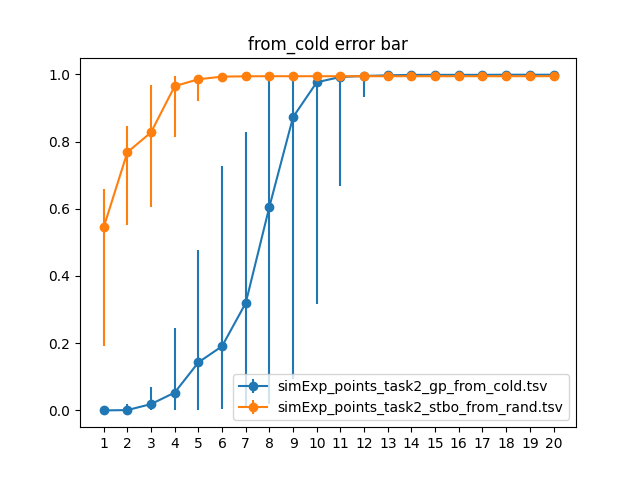 from_cold error bar
1.0
0.8
0.6
0.4
0.2
0.0
simExp_points_task2_gp_from_cold.tsv
simExp_points_task2_stbo_from_rand.tsv
1 2 3 4 5 6 7 8 9 10 11 12 13 14 15 16 17 18 19 20